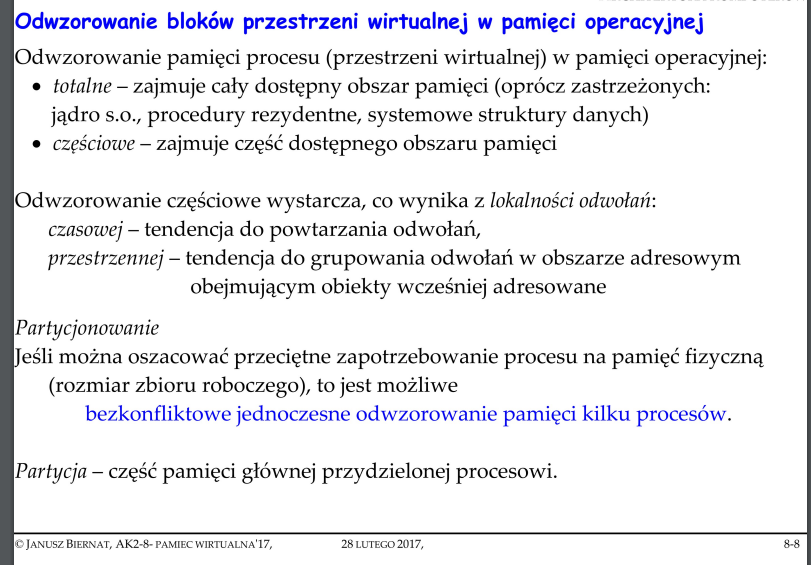 Odwzorowanie bloków przestrzeni wirtualnej w pamięci operacyjnej
Odwzorowanie pamięci procesu (przestrzeni wirtualnej) w pamięci operacyjnej:
• totalne – zajmuje cały dostępny obszar pamięci (oprócz zastrzeżonych:
jądro s.o., procedury rezydentne, systemowe struktury danych)
• częściowe – zajmuje część dostępnego obszaru pamięci
Odwzorowanie częściowe wystarcza, co wynika z lokalności odwołań:
czasowej – tendencja do powtarzania odwołań,
przestrzennej – tendencja do grupowania odwołań w obszarze adresowym
obejmującym obiekty wcześniej adresowane
Partycjonowanie
Jeśli można oszacować przeciętne zapotrzebowanie procesu na pamięć fizyczną
(rozmiar zbioru roboczego), to jest możliwe
bezkonfliktowe jednoczesne odwzorowanie pamięci kilku procesów.
Partycja – część pamięci głównej przydzielonej procesowi.
© JANUSZ BIERNAT, AK2-8- PAMIEC WIRTUALNA'17, 28 LUTEGO 2017, 8-8